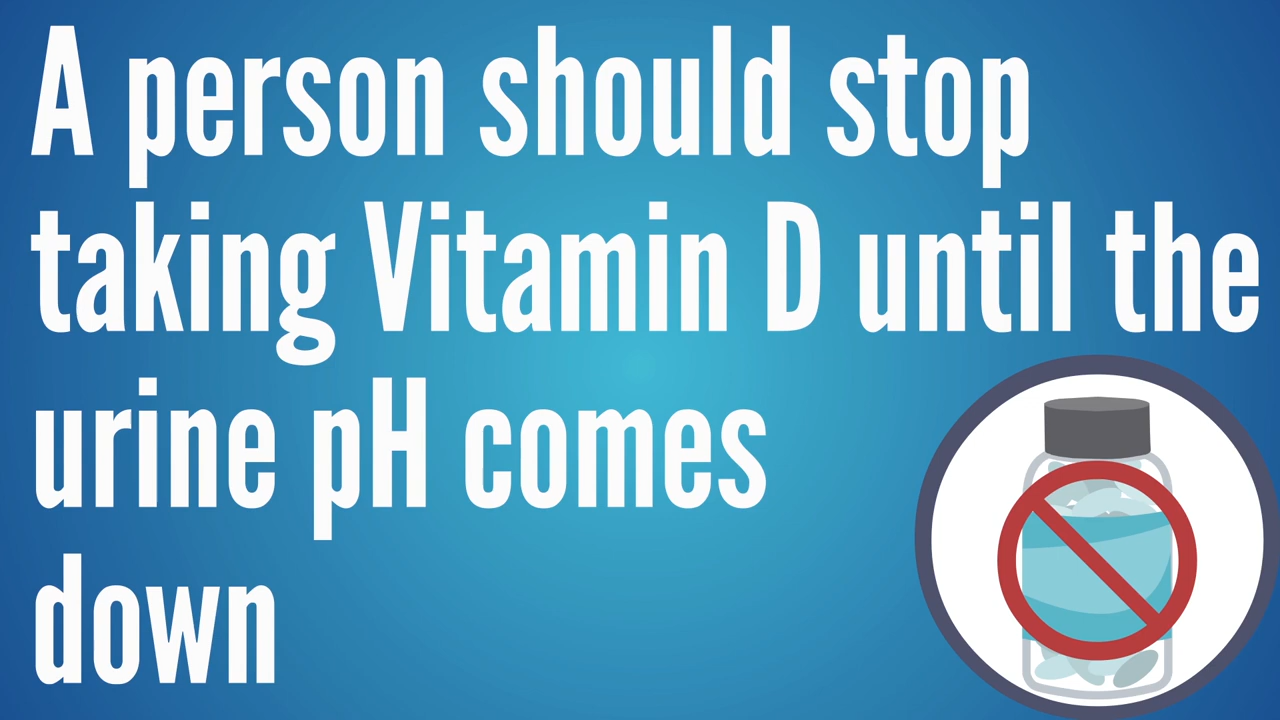 A person should stop
taking Vitamin D until the
urine pH comes
down